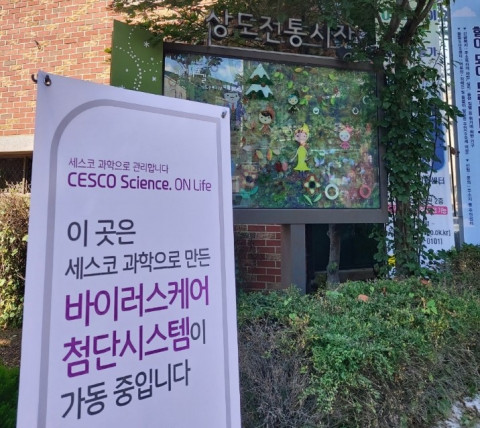 상도전통시장
세스코 과학으로 관리합니다
CESCO Science. ON Life
이 곳은
세스코 과학으로 만든
바이러스케어
첨단시스템이
가동 중입니다